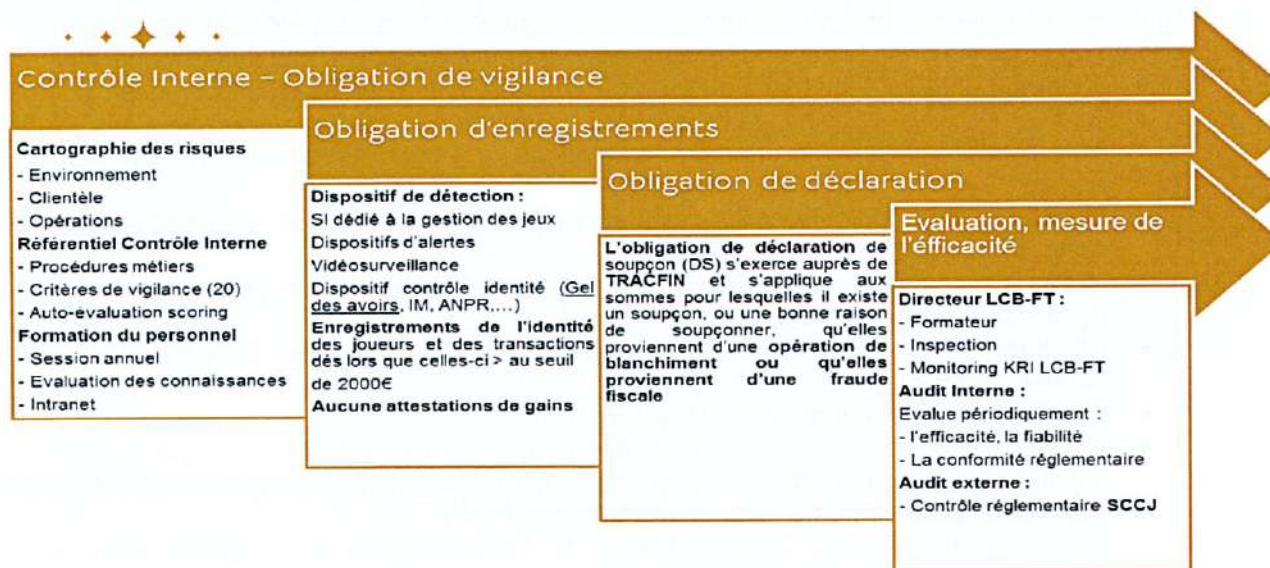 Contrôle Interne – Obligation de vigilance
Cartographie des risques
- Environnement
- Clientèle
- Opérations
Référentiel Contrôle Interne
- Procédures métiers
- Critères de vigilance (20)
- Auto-évaluation scoring
Formation du personnel
- Session annuel
- Evaluation des connaissances
- Intranet
Obligation d'enregistrements
Dispositif de détection :
SI dédié à la gestion des jeux
Dispositifs d'alertes
Vidéosurveillance
Dispositif contrôle identité (Gel
des avoirs, IM, ANPR,…)
Enregistrements de l'identité
des joueurs et des transactions
dés lors que celles-ci > au seuil
de 2000€
Aucune attestations de gains
Obligation de déclaration
L'obligation de déclaration de
soupçon (DS) s'exerce auprès de
TRACFIN et s'applique aux
sommes pour lesquelles il existe
un soupçon, ou une bonne raison
de soupçonner, qu'elles
proviennent d'une opération de
blanchiment ou qu'elles
proviennent d'une fraude
fiscale
Evaluation, mesure de
l'éfficacité
Directeur LCB-FT :
- Formateur
- Inspection
- Monitoring KRI LCB-FT
Audit Interne :
Evalue périodiquement :
- l'efficacité, la fiabilité
- La conformité réglementaire
Audit externe :
- Contrôle réglementaire SCCJ